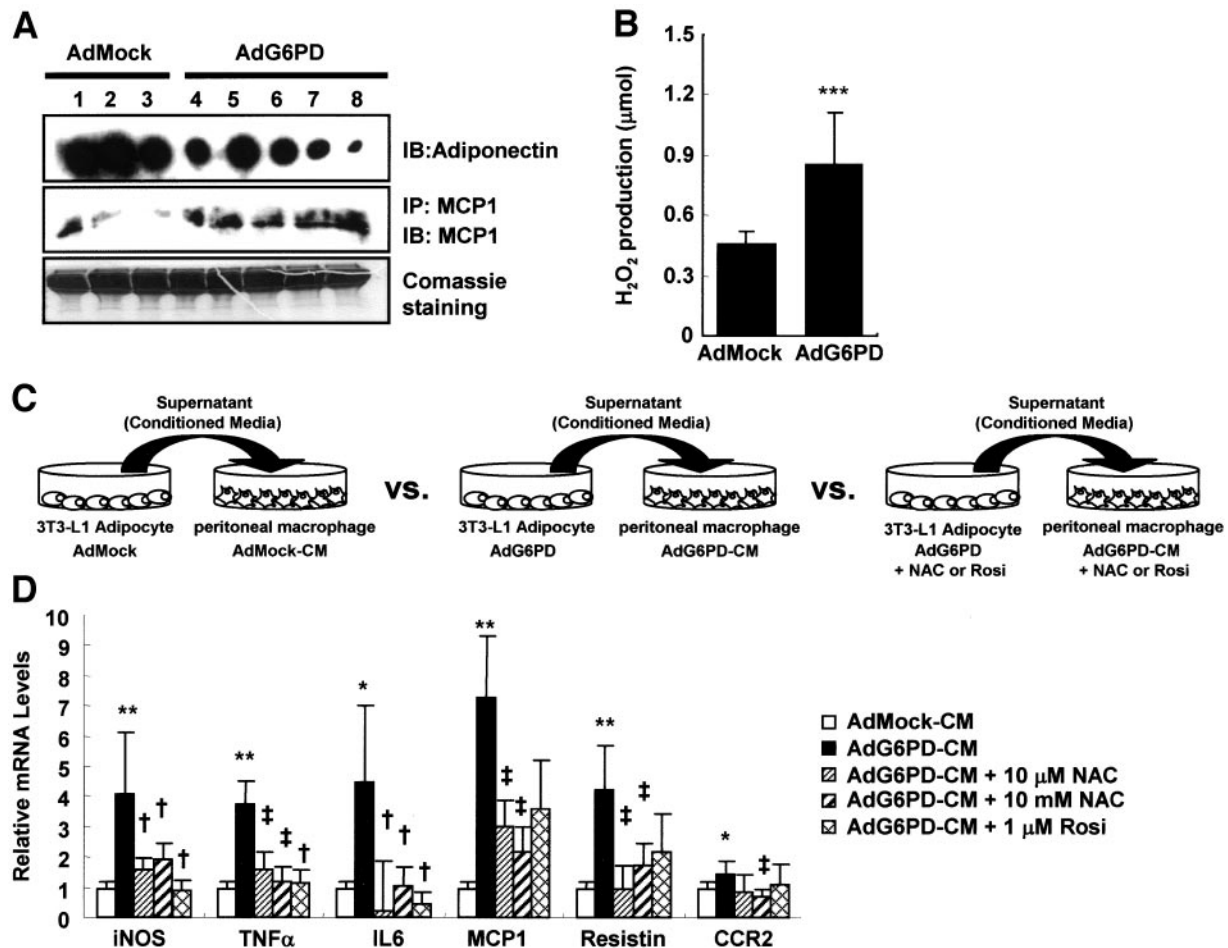 A
AdMock AdG6PD
1 2 3 4 5 6 7 8
IB:Adiponectin
IP: MCP1
IB: MCP1
Comassie
staining
B
H2O2 production (μmol)
1.5
1.2
0.9
0.6
0.3
0
***
AdMock AdG6PD
C
Supernatant
(Conditioned Media)
3T3-L1 Adipocyte
AdMock
peritoneal macrophage
AdMock-CM
vs.
Supernatant
(Conditioned Media)
3T3-L1 Adipocyte
AdG6PD
peritoneal macrophage
AdG6PD-CM
vs.
Supernatant
(Conditioned Media)
3T3-L1 Adipocyte
AdG6PD
+ NAC or Rosi
peritoneal macrophage
AdG6PD-CM
+ NAC or Rosi
D
Relative mRNA Levels
10
9
8
7
6
5
4
3
2
1
0
** † † †
** ‡ ‡ †
* † † †
** ‡ ‡
** ‡ ‡
* ‡
iNOS TNFα IL6 MCP1 Resistin CCR2
AdMock-CM
AdG6PD-CM
AdG6PD-CM + 10 μM NAC
AdG6PD-CM + 10 mM NAC
AdG6PD-CM + 1 μM Rosi